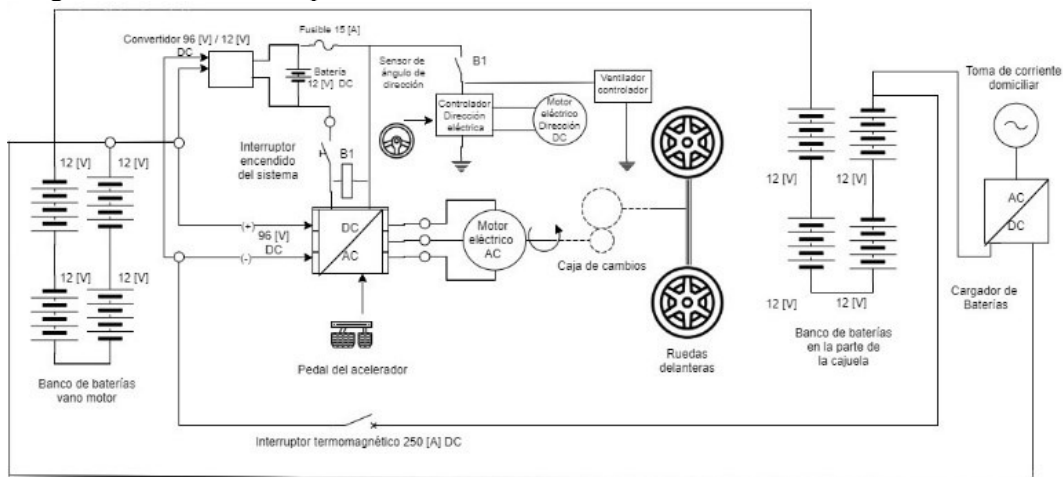 Convertidor 96 [V] / 12 [V]
DC
Fusible 15 [A]
Batería
12 [V] DC
Sensor de
ángulo de
dirección
B1
Controlador
Dirección
eléctrica
Motor
eléctrico
Dirección
DC
Ventilador
controlador
Toma de corriente
domiciliar
Interruptor
encendido
del sistema
B1
12 [V]
12 [V]
12 [V]
12 [V]
Banco de baterías
vano motor
(+)
96 [V]
DC
(-)
DC
AC
Motor
eléctrico
AC
Caja de cambios
Pedal del acelerador
Ruedas
delanteras
12 [V]
12 [V]
12 [V]
12 [V]
Banco de baterías
en la parte de
la cajuela
AC
DC
Cargador de
Baterías
Interruptor termomagnético 250 [A] DC